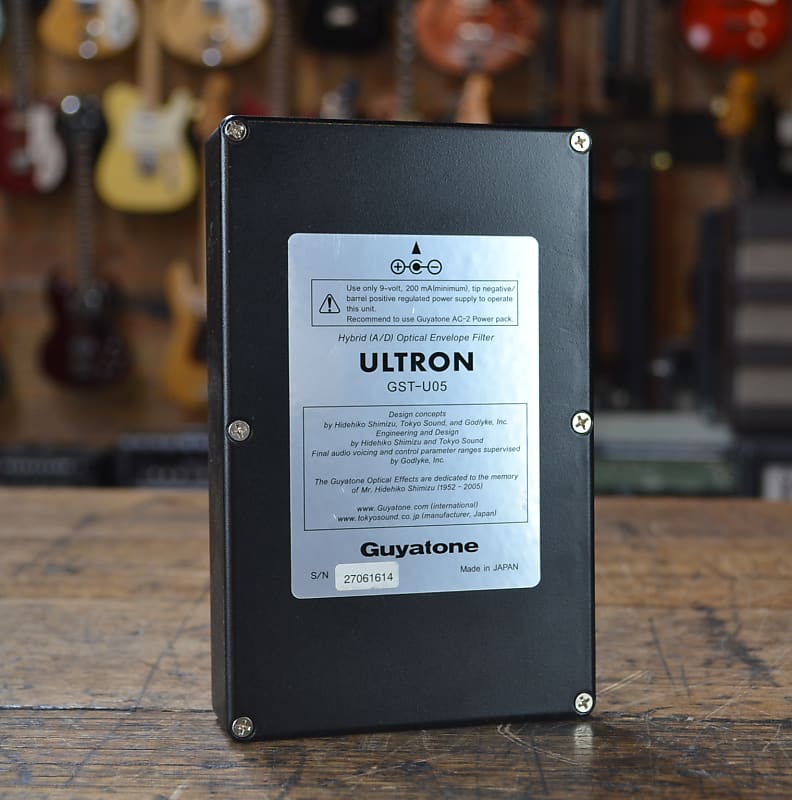 Use only 9-volt, 200 mA(minimum), tip negative/
barrel positive regulated power supply to operate
this unit.
Recommend to use Guyatone AC-2 Power pack.
Hybrid (A/D) Optical Envelope Filter
ULTRON
GST-U05
Design concepts
by Hidehiko Shimizu, Tokyo Sound, and Godlyke, Inc.
Engineering and Design
by Hidehiko Shimizu and Tokyo Sound
Final audio voicing and control parameter ranges supervised
by Godlyke, Inc.
The Guyatone Optical Effects are dedicated to the memory
of Mr. Hidehiko Shimizu (1952 - 2005)
www. Guyatone.com (international)
www.tokyosound.co.jp (manufacturer, Japan)
Guyatone
S/N 27061614 Made in JAPAN